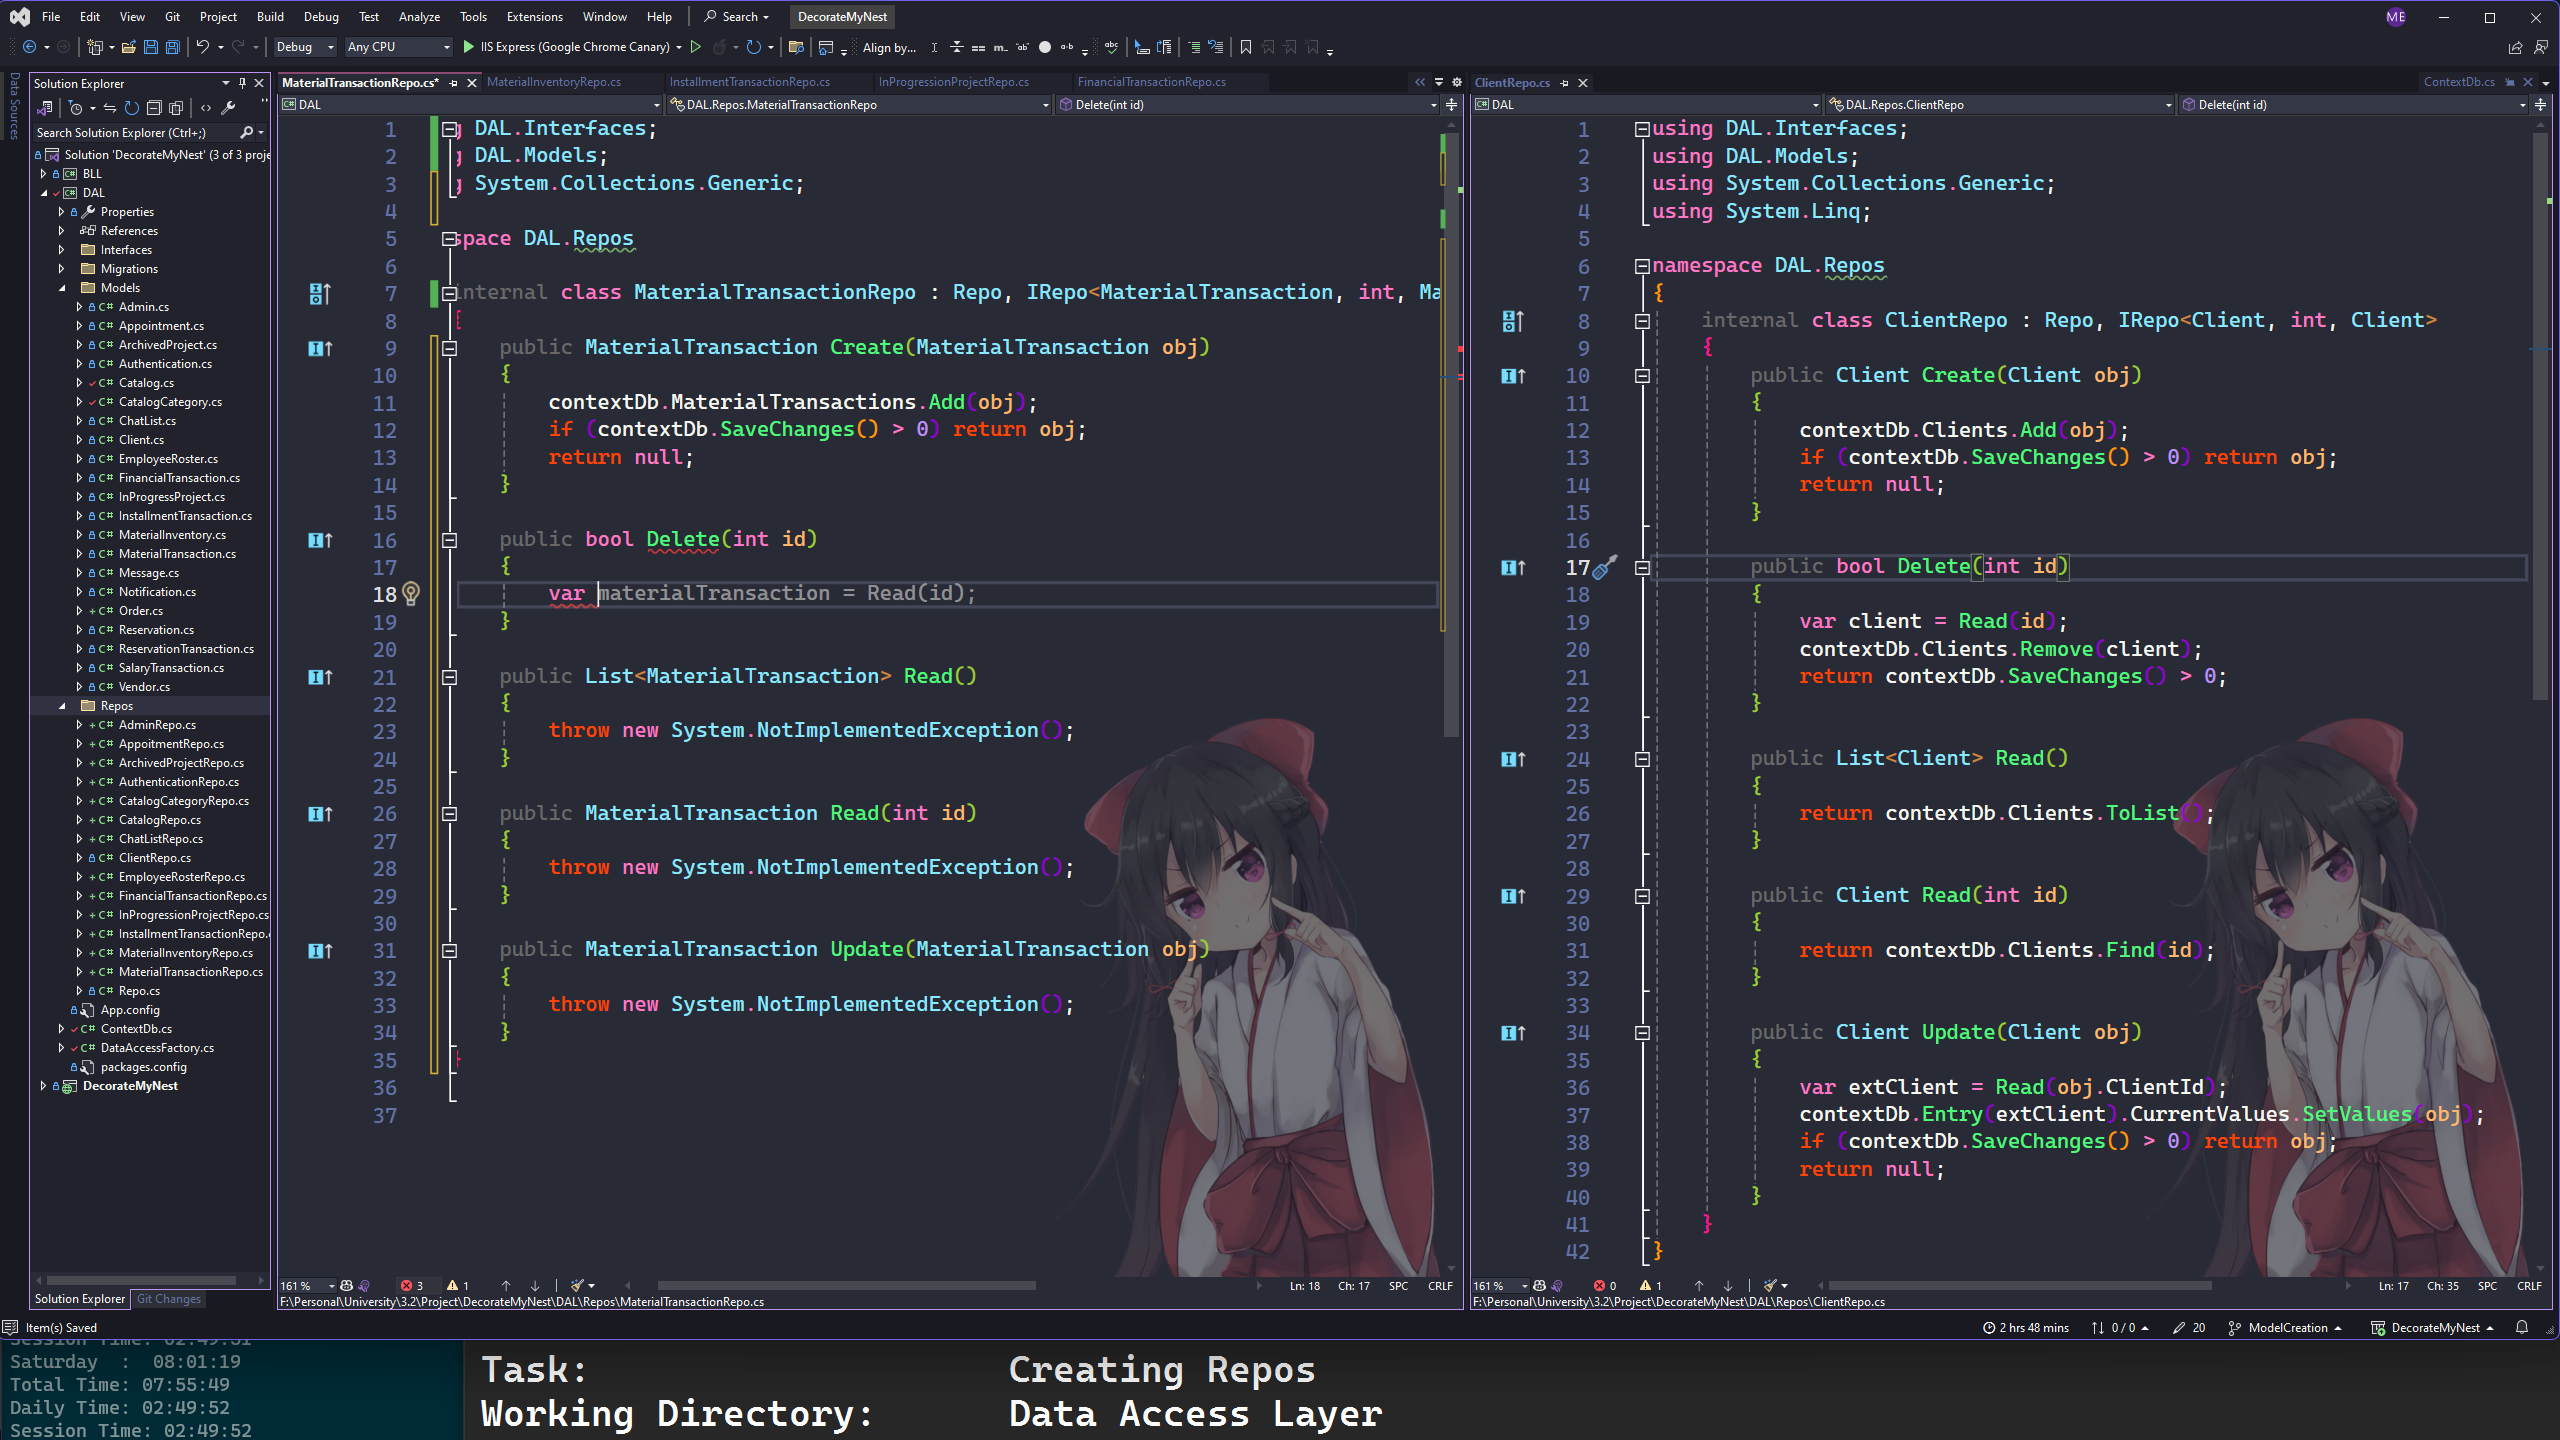 File Edit View Git Project Build Debug Test Analyze Tools Extensions Window Help Search DecorateMyNest ME
Debug Any CPU IIS Express (Google Chrome Canary) Align by...
Data Sources
Solution Explorer
Search Solution Explorer (Ctrl+;)
Solution 'DecorateMyNest' (3 of 3 proje
BLL
DAL
Properties
References
Interfaces
Migrations
Models
Admin.cs
Appointment.cs
ArchivedProject.cs
Authentication.cs
Catalog.cs
CatalogCategory.cs
ChatList.cs
Client.cs
EmployeeRoster.cs
FinancialTransaction.cs
InProgressProject.cs
InstallmentTransaction.cs
MaterialInventory.cs
MaterialTransaction.cs
Message.cs
Notification.cs
Order.cs
Reservation.cs
ReservationTransaction.cs
SalaryTransaction.cs
Vendor.cs
Repos
AdminRepo.cs
AppoitmentRepo.cs
ArchivedProjectRepo.cs
AuthenticationRepo.cs
CatalogCategoryRepo.cs
CatalogRepo.cs
ChatListRepo.cs
ClientRepo.cs
EmployeeRosterRepo.cs
FinancialTransactionRepo.cs
InProgressionProjectRepo.cs
InstallmentTransactionRepo.c
MaterialInventoryRepo.cs
MaterialTransactionRepo.cs
Repo.cs
App.config
ContextDb.cs
DataAccessFactory.cs
packages.config
DecorateMyNest
Solution Explorer Git Changes
MaterialTransactionRepo.cs* MaterialInventoryRepo.cs InstallmentTransactionRepo.cs InProgressionProjectRepo.cs FinancialTransactionRepo.cs
DAL DAL.Repos.MaterialTransactionRepo Delete(int id)
1 g DAL.Interfaces;
2 g DAL.Models;
3 g System.Collections.Generic;
4
5 space DAL.Repos
6
7 internal class MaterialTransactionRepo : Repo, IRepo<MaterialTransaction, int, Ma
8 {
9 public MaterialTransaction Create(MaterialTransaction obj)
10 {
11 contextDb.MaterialTransactions.Add(obj);
12 if (contextDb.SaveChanges() > 0) return obj;
13 return null;
14 }
15
16 public bool Delete(int id)
17 {
18 var materialTransaction = Read(id);
19 }
20
21 public List<MaterialTransaction> Read()
22 {
23 throw new System.NotImplementedException();
24 }
25
26 public MaterialTransaction Read(int id)
27 {
28 throw new System.NotImplementedException();
29 }
30
31 public MaterialTransaction Update(MaterialTransaction obj)
32 {
33 throw new System.NotImplementedException();
34 }
35 }
36
37
161 % 3 1 Ln: 18 Ch: 17 SPC CRLF
F:\Personal\University\3.2\Project\DecorateMyNest\DAL\Repos\MaterialTransactionRepo.cs
ClientRepo.cs ContextDb.cs
DAL DAL.Repos.ClientRepo Delete(int id)
1 using DAL.Interfaces;
2 using DAL.Models;
3 using System.Collections.Generic;
4 using System.Linq;
5
6 namespace DAL.Repos
7 {
8 internal class ClientRepo : Repo, IRepo<Client, int, Client>
9 {
10 public Client Create(Client obj)
11 {
12 contextDb.Clients.Add(obj);
13 if (contextDb.SaveChanges() > 0) return obj;
14 return null;
15 }
16
17 public bool Delete(int id)
18 {
19 var client = Read(id);
20 contextDb.Clients.Remove(client);
21 return contextDb.SaveChanges() > 0;
22 }
23
24 public List<Client> Read()
25 {
26 return contextDb.Clients.ToList();
27 }
28
29 public Client Read(int id)
30 {
31 return contextDb.Clients.Find(id);
32 }
33
34 public Client Update(Client obj)
35 {
36 var extClient = Read(obj.ClientId);
37 contextDb.Entry(extClient).CurrentValues.SetValues(obj);
38 if (contextDb.SaveChanges() > 0) return obj;
39 return null;
40 }
41 }
42 }
161 % 0 1 Ln: 17 Ch: 35 SPC CRLF
F:\Personal\University\3.2\Project\DecorateMyNest\DAL\Repos\ClientRepo.cs
Item(s) Saved 2 hrs 48 mins 0 / 0 20 ModelCreation DecorateMyNest
Session Time: 02:49:51
Saturday : 08:01:19
Total Time: 07:55:49
Daily Time: 02:49:52
Session Time: 02:49:52
Task: Creating Repos
Working Directory: Data Access Layer